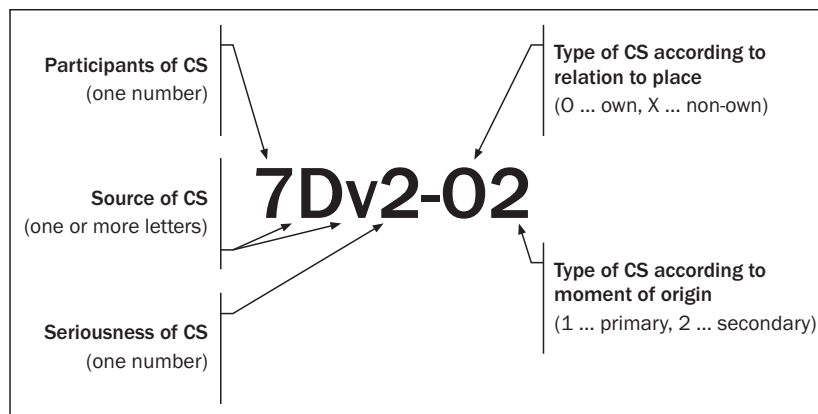 Participants of CS
(one number)
Source of CS
(one or more letters)
Seriousness of CS
(one number)
7Dv2-O2
Type of CS according to
relation to place
(O ... own, X ... non-own)
Type of CS according to
moment of origin
(1 ... primary, 2 ... secondary)